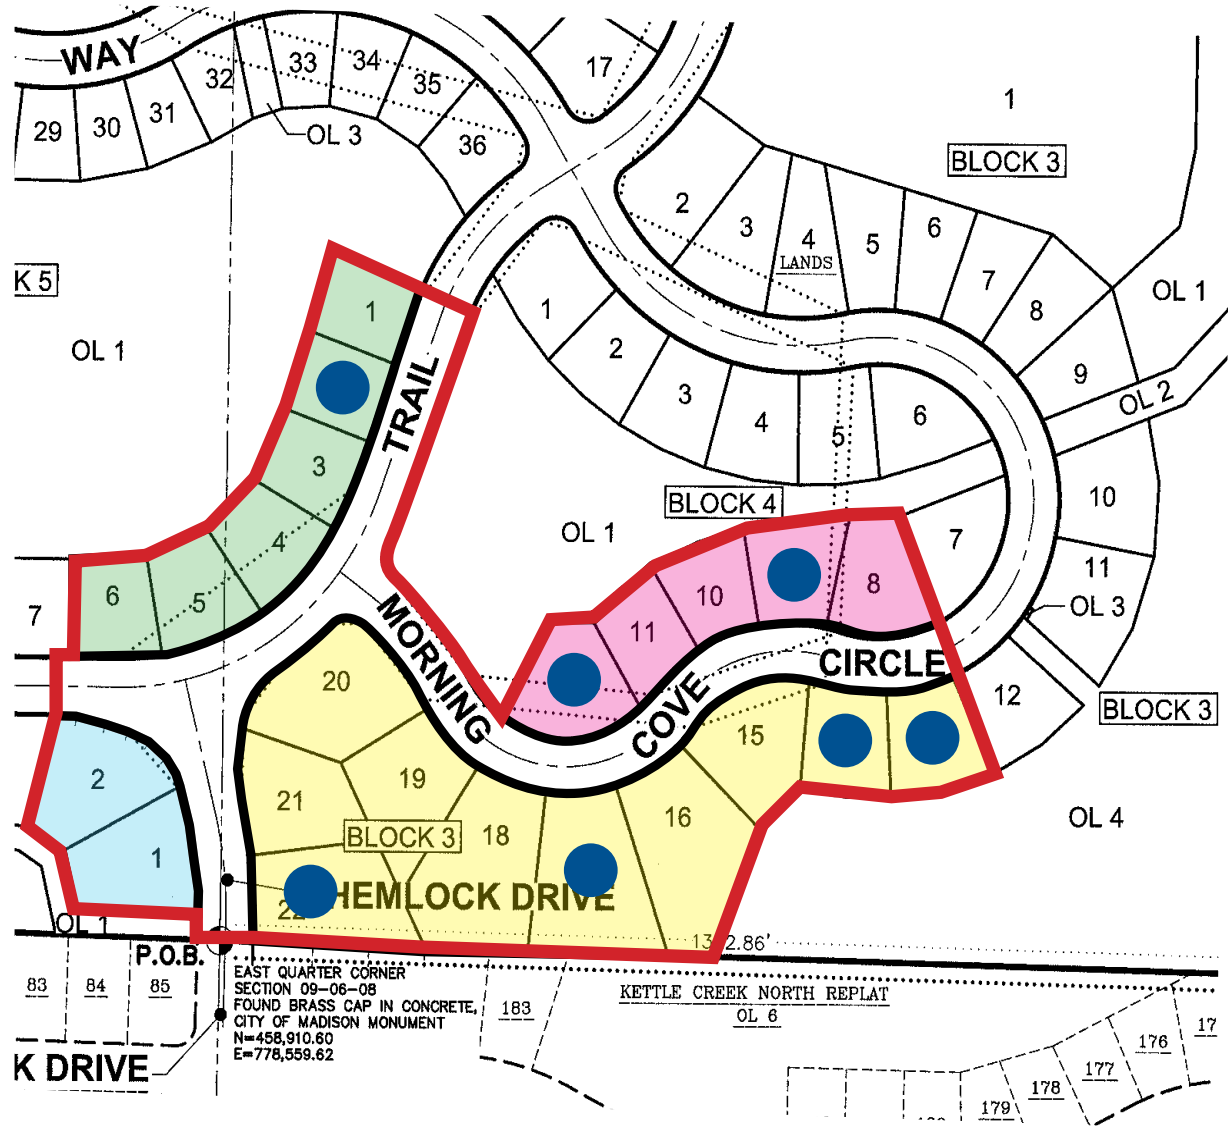 WAY
29
30
31
32
33
34
35
36
OL 3
17
1
BLOCK 3
2
3
4
LANDS
5
6
7
8
9
OL 1
OL 2
10
11
OL 3
12
BLOCK 3
K 5
OL 1
1
2
3
4
5
6
7
BLOCK 4
OL 1
1
3
4
5
6
7
TRAIL
MORNING
COVE
CIRCLE
8
10
11
2
1
OL 1
20
21
22
19
18
BLOCK 3
16
15
HEMLOCK DRIVE
OL 4
P.O.B.
EAST QUARTER CORNER
SECTION 09-06-08
FOUND BRASS CAP IN CONCRETE,
CITY OF MADISON MONUMENT
N=458,910.60
E=778,559.62
83
84
85
K DRIVE
183
KETTLE CREEK NORTH REPLAT
OL 6
179
178
177
176
17